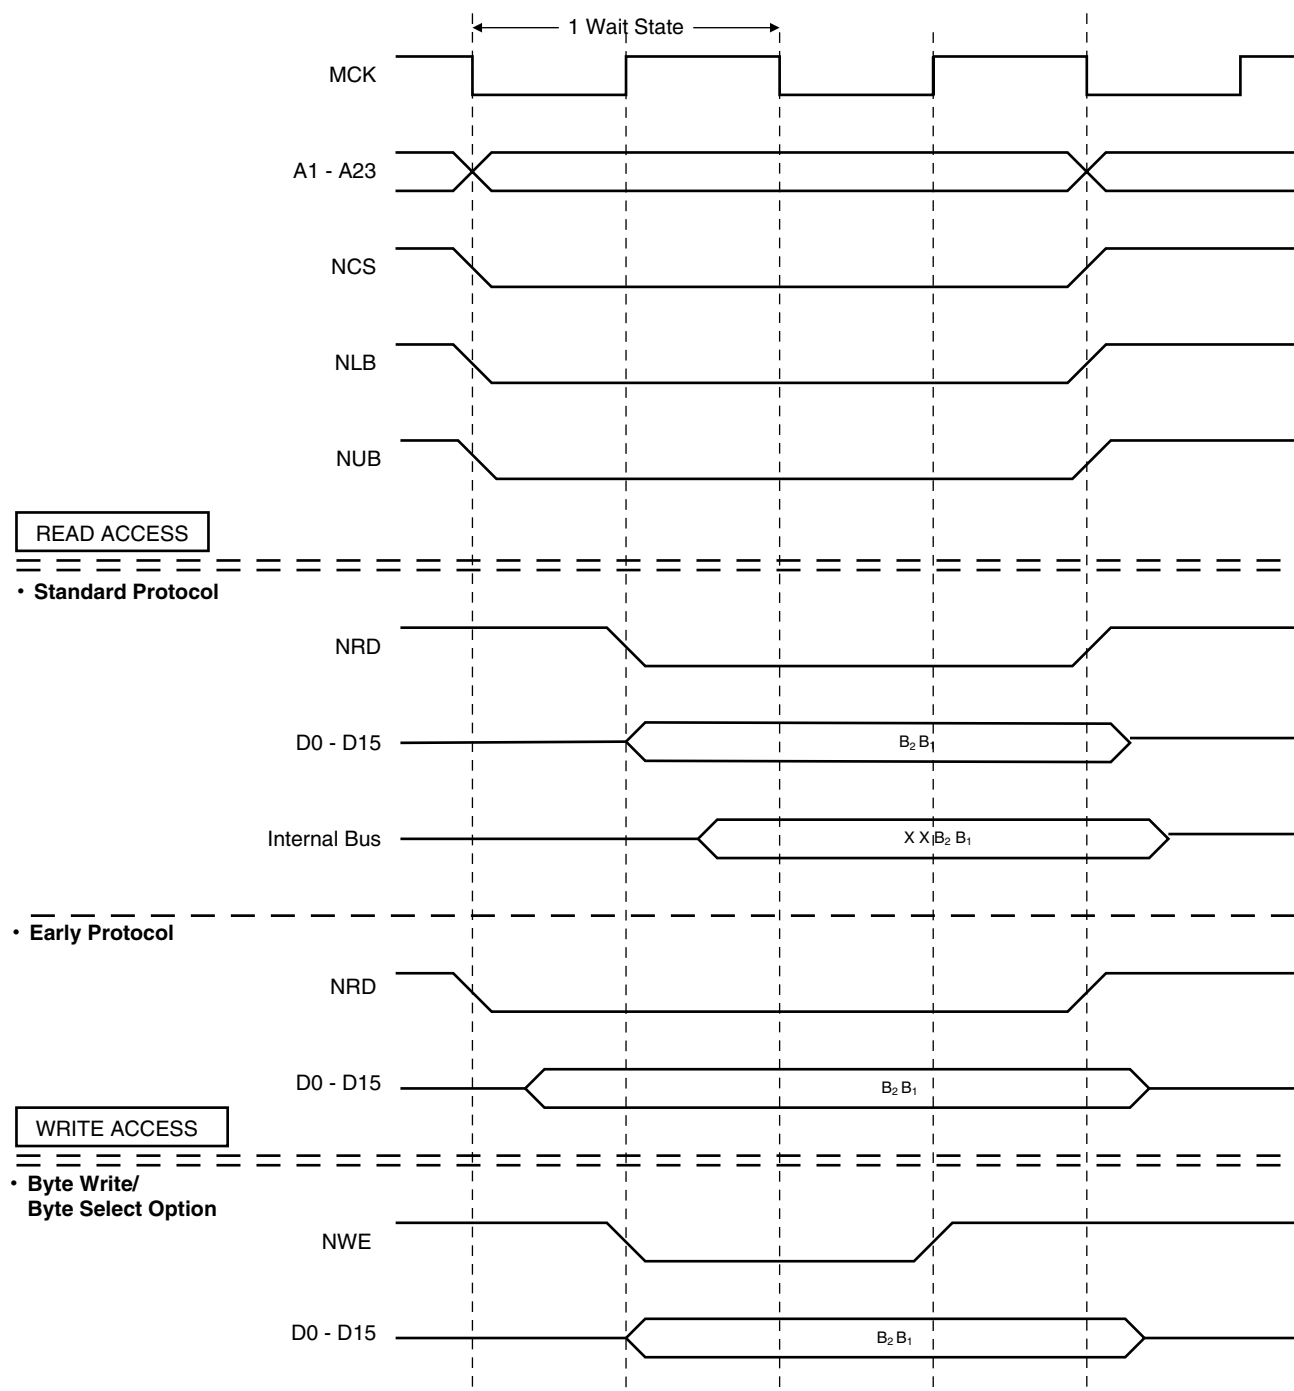 1 Wait State
MCK
A1 - A23
NCS
NLB
NUB
READ ACCESS
• Standard Protocol
NRD
D0 - D15
B₂ B₁
Internal Bus
X X B₂ B₁
• Early Protocol
NRD
D0 - D15
B₂ B₁
WRITE ACCESS
• Byte Write/
Byte Select Option
NWE
D0 - D15
B₂ B₁